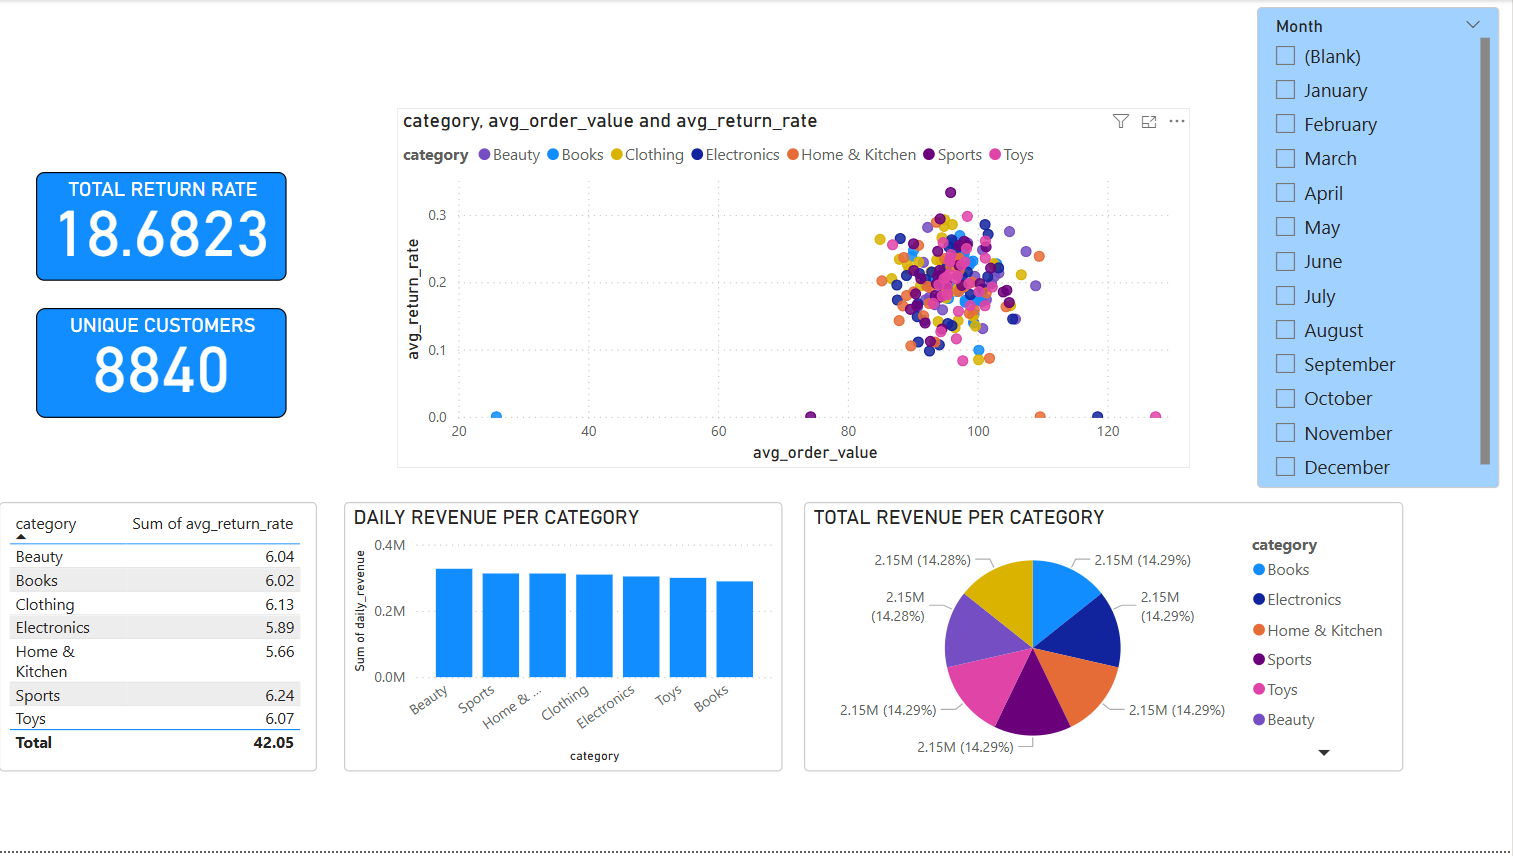 TOTAL RETURN RATE
18.6823
UNIQUE CUSTOMERS
8840
category, avg_order_value and avg_return_rate
category Beauty Books Clothing Electronics Home & Kitchen Sports Toys
avg_return_rate
0.3
0.2
0.1
0.0
20 40 60 80 100 120
avg_order_value
Month
(Blank)
January
February
March
April
May
June
July
August
September
October
November
December
category Sum of avg_return_rate
Beauty 6.04
Books 6.02
Clothing 6.13
Electronics 5.89
Home & 5.66
Kitchen
Sports 6.24
Toys 6.07
Total 42.05
DAILY REVENUE PER CATEGORY
Sum of daily_revenue
0.4M
0.2M
0.0M
Beauty Sports Home & ... Clothing Electronics Toys Books
category
TOTAL REVENUE PER CATEGORY
2.15M (14.28%)
2.15M (14.29%)
2.15M
(14.28%)
2.15M
(14.29%)
2.15M (14.29%)
2.15M (14.29%)
2.15M (14.29%)
category
Books
Electronics
Home & Kitchen
Sports
Toys
Beauty